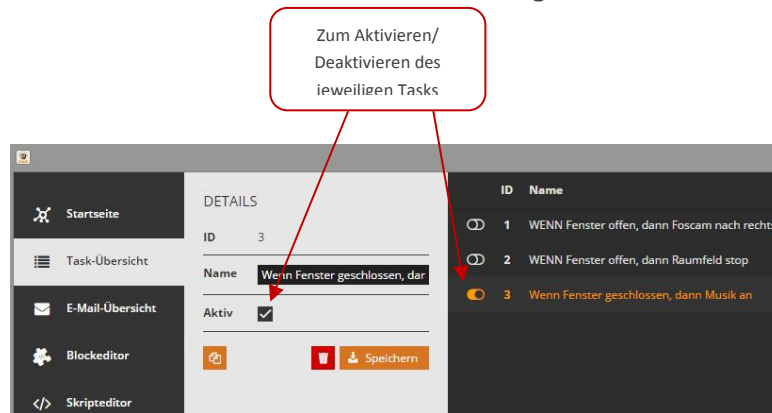 Zum Aktivieren/
Deaktivieren des
jeweiligen Tasks
Startseite
Task-Übersicht
E-Mail-Übersicht
Blockeditor
Skripteditor
DETAILS
ID 3
Name Wenn Fenster geschlossen, dar
Aktiv
Speichern
ID Name
1 WENN Fenster offen, dann Foscam nach rechts
2 WENN Fenster offen, dann Raumfeld stop
3 Wenn Fenster geschlossen, dann Musik an